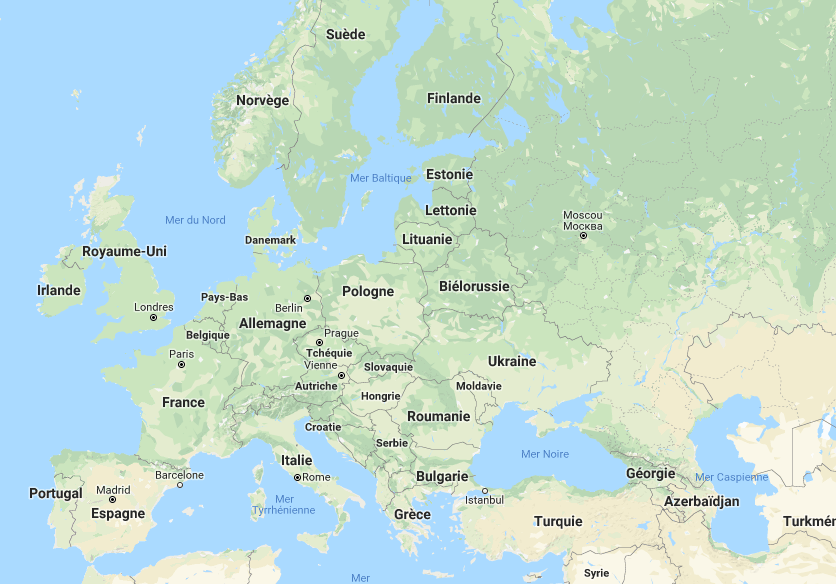 Suède
Norvège
Finlande
Estonie
Mer Baltique
Lettonie
Mer du Nord
Moscou
Москва
Danemark
Lituanie
Royaume-Uni
Irlande
Pays-Bas
Pologne
Biélorussie
Londres
Berlin
Allemagne
Belgique
Prague
Tchéquie
Paris
Vienne
Slovaquie
Ukraine
Autriche
Hongrie
Moldavie
France
Roumanie
Croatie
Serbie
Mer Noire
Italie
Barcelone
Rome
Bulgarie
Géorgie
Mer Caspienne
Portugal
Madrid
Espagne
Mer
Tyrrhénienne
Istanbul
Azerbaïdjan
Grèce
Turquie
Turkmén
Syrie
Mer